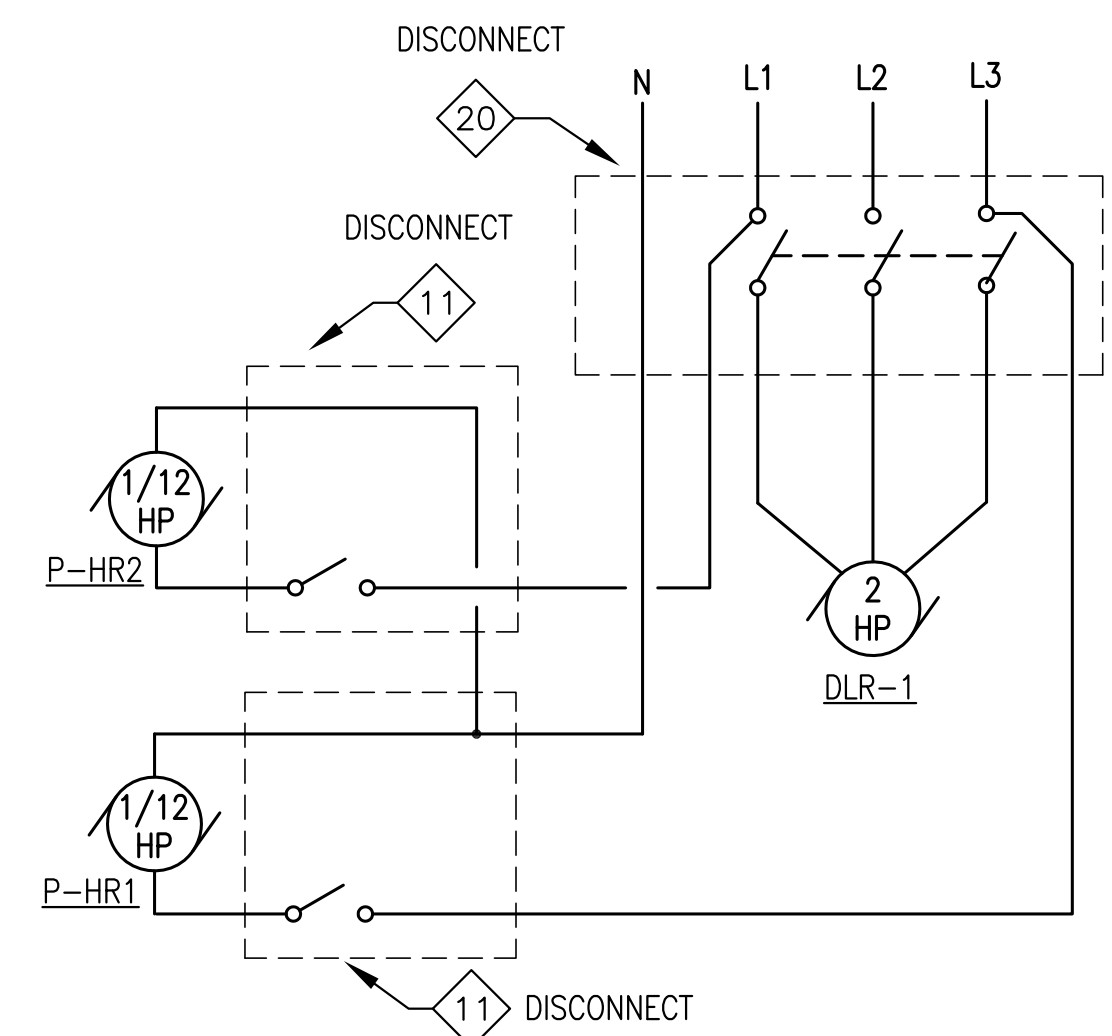 DISCONNECT
20
N
L1
L2
L3
DISCONNECT
11
1/12
HP
P-HR2
2
HP
DLR-1
1/12
HP
P-HR1
11
DISCONNECT